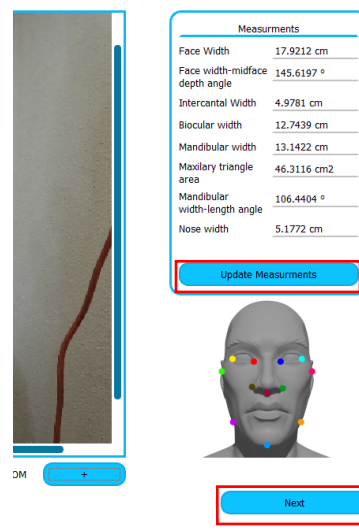 Measurments
Face Width 17.9212 cm
Face width-midface
depth angle 145.6197 º
Intercantal Width 4.9781 cm
Biocular width 12.7439 cm
Mandibular width 13.1422 cm
Maxilary triangle
area 46.3116 cm2
Mandibular
width-length angle 106.4404 º
Nose width 5.1772 cm
Update Measurments
OM +
Next